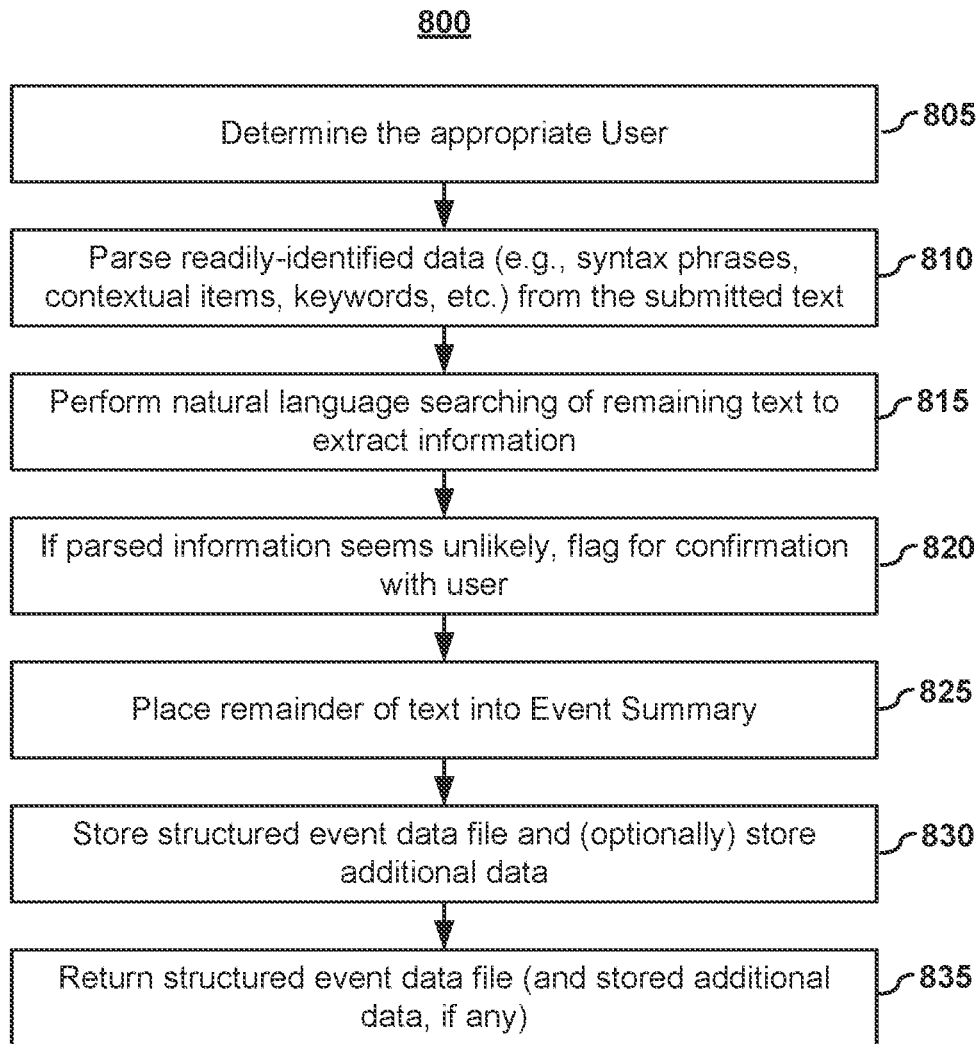 800
Determine the appropriate User
805
Parse readily-identified data (e.g., syntax phrases,
contextual items, keywords, etc.) from the submitted text
810
Perform natural language searching of remaining text to
extract information
815
If parsed information seems unlikely, flag for confirmation
with user
820
Place remainder of text into Event Summary
825
Store structured event data file and (optionally) store
additional data
830
Return structured event data file (and stored additional
data, if any)
835